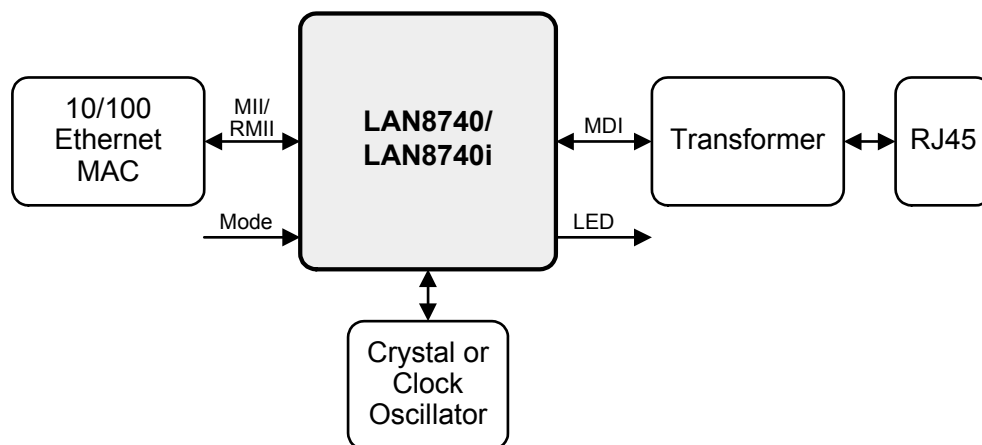 10/100
Ethernet
MAC
MII/
RMII
LAN8740/
LAN8740i
MDI
Transformer
RJ45
Mode
LED
Crystal or
Clock
Oscillator